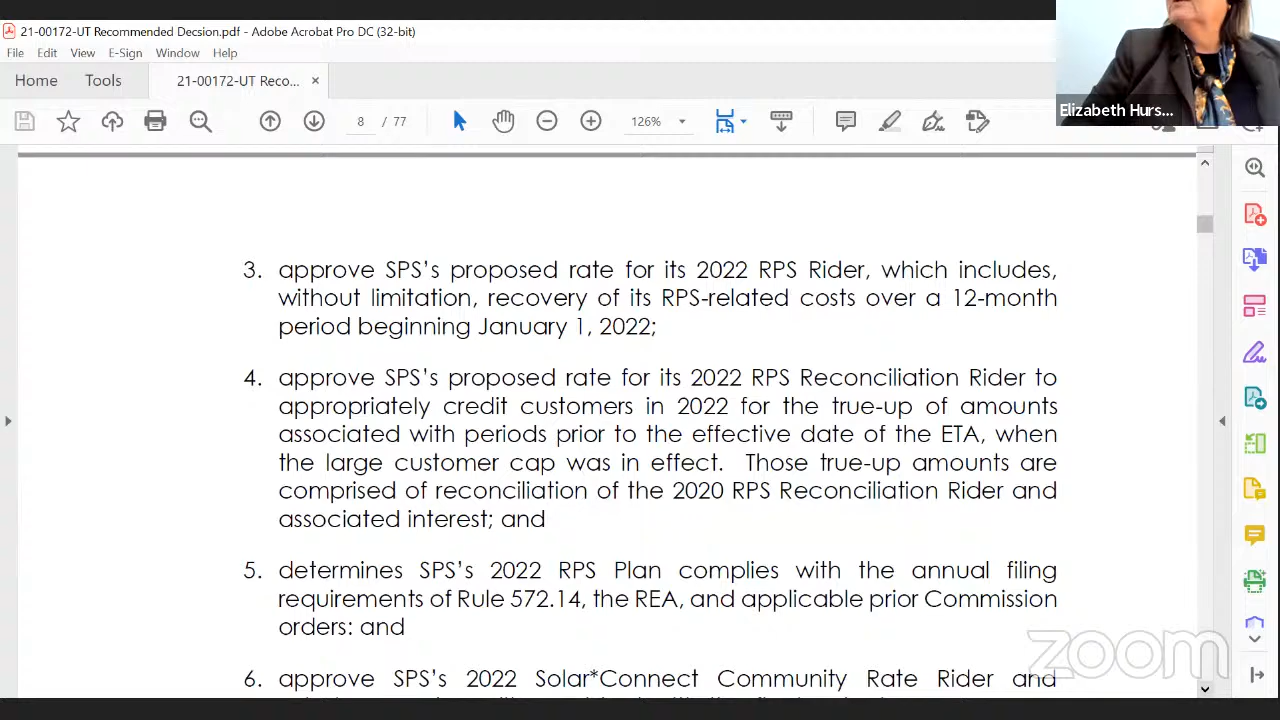 21-00172-UT Recommended Decsion.pdf - Adobe Acrobat Pro DC (32-bit)
File Edit View E-Sign Window Help
Home Tools 21-00172-UT Reco... ×
8 / 77 126%
Elizabeth Hurs...
3. approve SPS's proposed rate for its 2022 RPS Rider, which includes,
without limitation, recovery of its RPS-related costs over a 12-month
period beginning January 1, 2022;
4. approve SPS's proposed rate for its 2022 RPS Reconciliation Rider to
appropriately credit customers in 2022 for the true-up of amounts
associated with periods prior to the effective date of the ETA, when
the large customer cap was in effect. Those true-up amounts are
comprised of reconciliation of the 2020 RPS Reconciliation Rider and
associated interest; and
5. determines SPS's 2022 RPS Plan complies with the annual filing
requirements of Rule 572.14, the REA, and applicable prior Commission
orders: and
6. approve SPS's 2022 Solar*Connect Community Rate Rider and
zoom